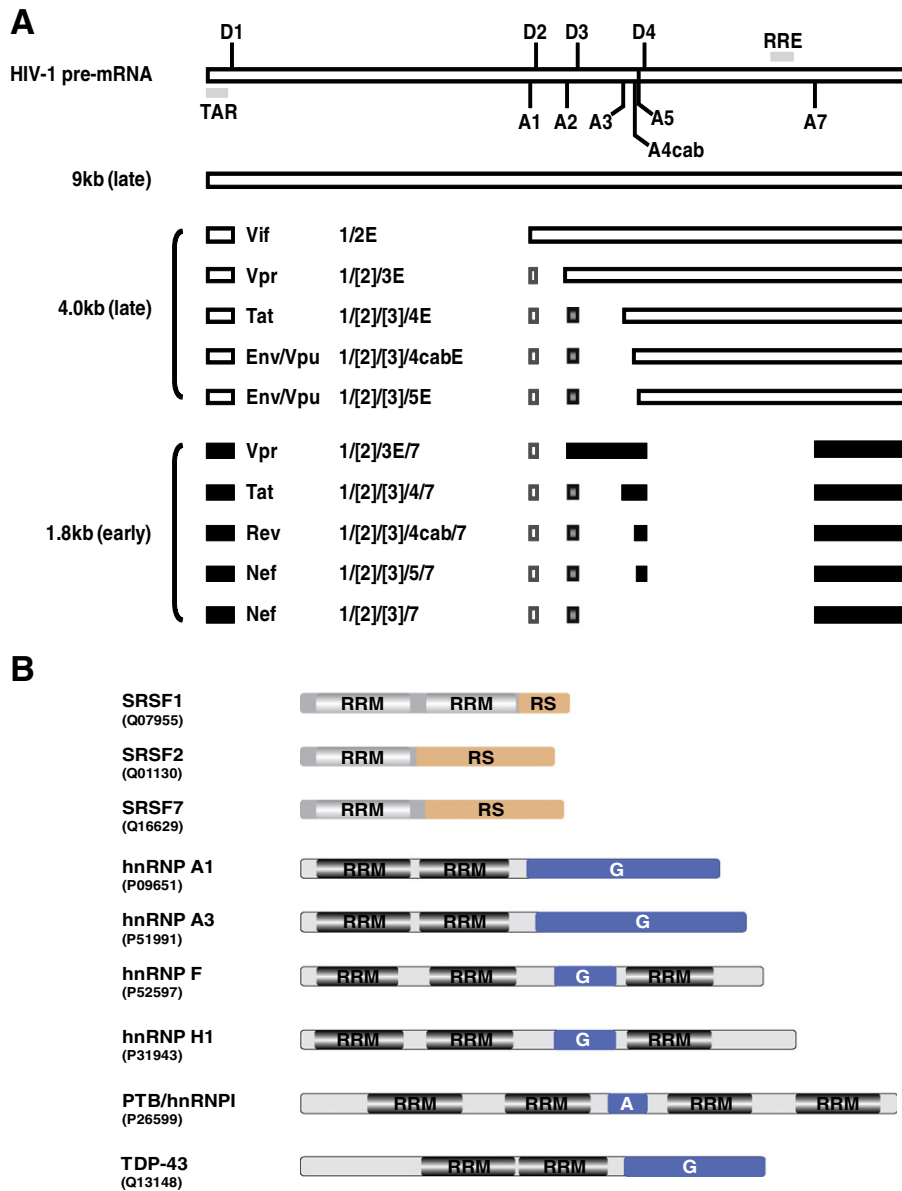 A
D1 D2 D3 D4 RRE
HIV-1 pre-mRNA
TAR A1 A2 A3 A5 A7
A4cab
9kb (late)
4.0kb (late)
Vif 1/2E
Vpr 1/[2]/3E
Tat 1/[2]/[3]/4E
Env/Vpu 1/[2]/[3]/4cabE
Env/Vpu 1/[2]/[3]/5E
1.8kb (early)
Vpr 1/[2]/3E/7
Tat 1/[2]/[3]/4/7
Rev 1/[2]/[3]/4cab/7
Nef 1/[2]/[3]/5/7
Nef 1/[2]/[3]/7
B
SRSF1 RRM RRM RS
(Q07955)
SRSF2 RRM RS
(Q01130)
SRSF7 RRM RS
(Q16629)
hnRNP A1 RRM RRM G
(P09651)
hnRNP A3 RRM RRM G
(P51991)
hnRNP F RRM RRM G RRM
(P52597)
hnRNP H1 RRM RRM G RRM
(P31943)
PTB/hnRNPI RRM RRM A RRM RRM
(P26599)
TDP-43 RRM RRM G
(Q13148)